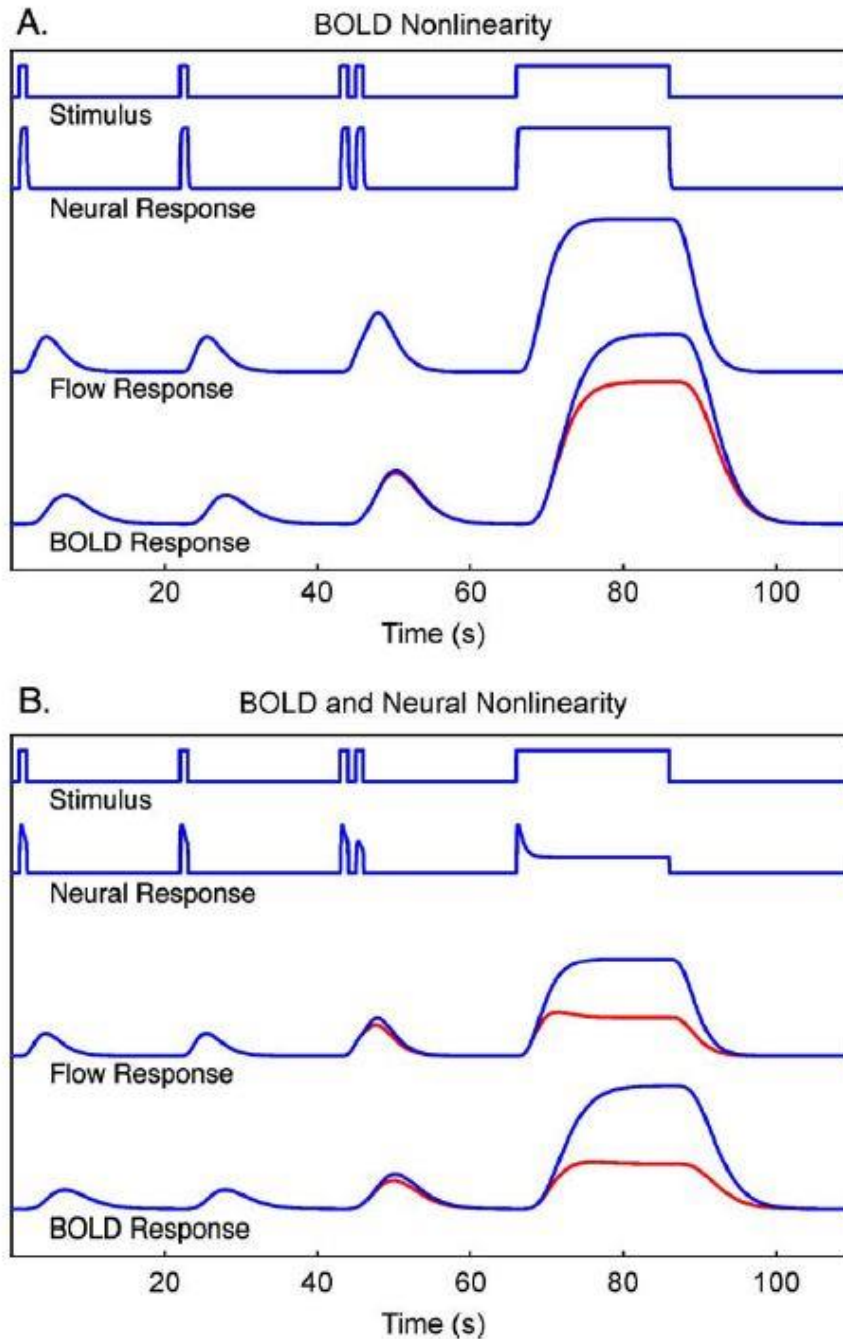 A.
BOLD Nonlinearity
Stimulus
Neural Response
Flow Response
BOLD Response
20 40 60 80 100
Time (s)
B.
BOLD and Neural Nonlinearity
Stimulus
Neural Response
Flow Response
BOLD Response
20 40 60 80 100
Time (s)